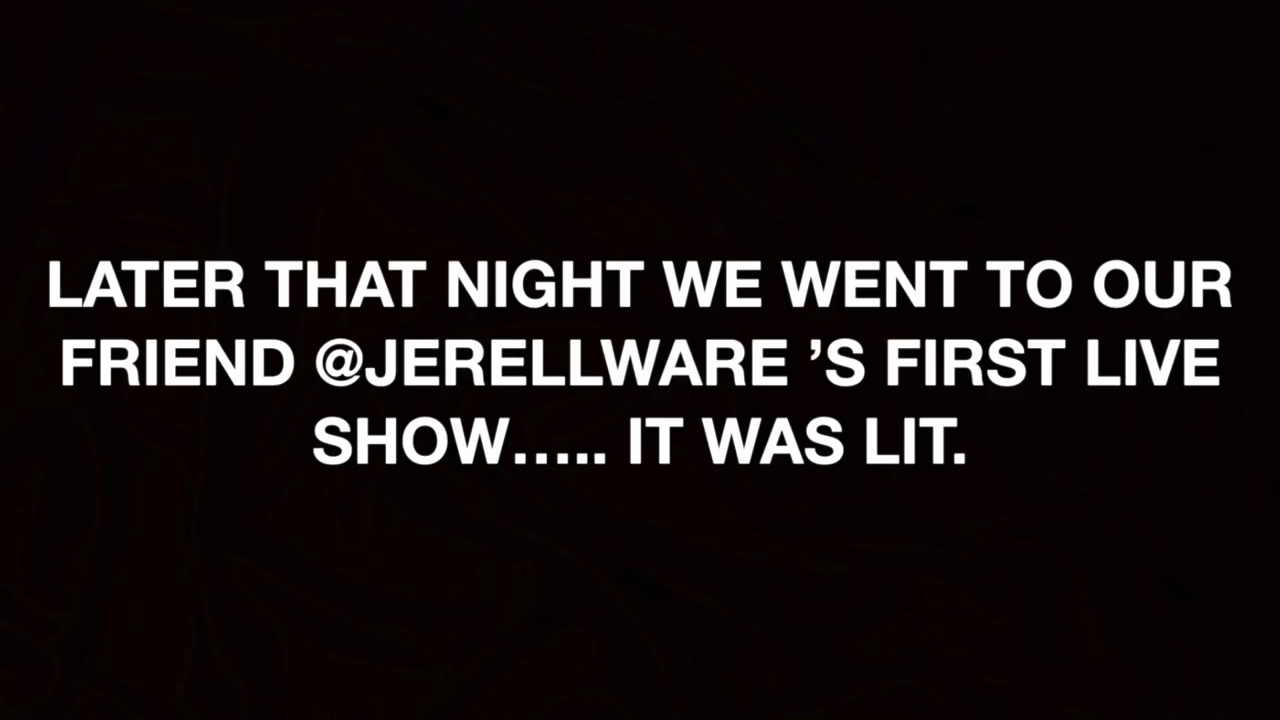 LATER THAT NIGHT WE WENT TO OUR
FRIEND @JERELLWARE ’S FIRST LIVE
SHOW..... IT WAS LIT.